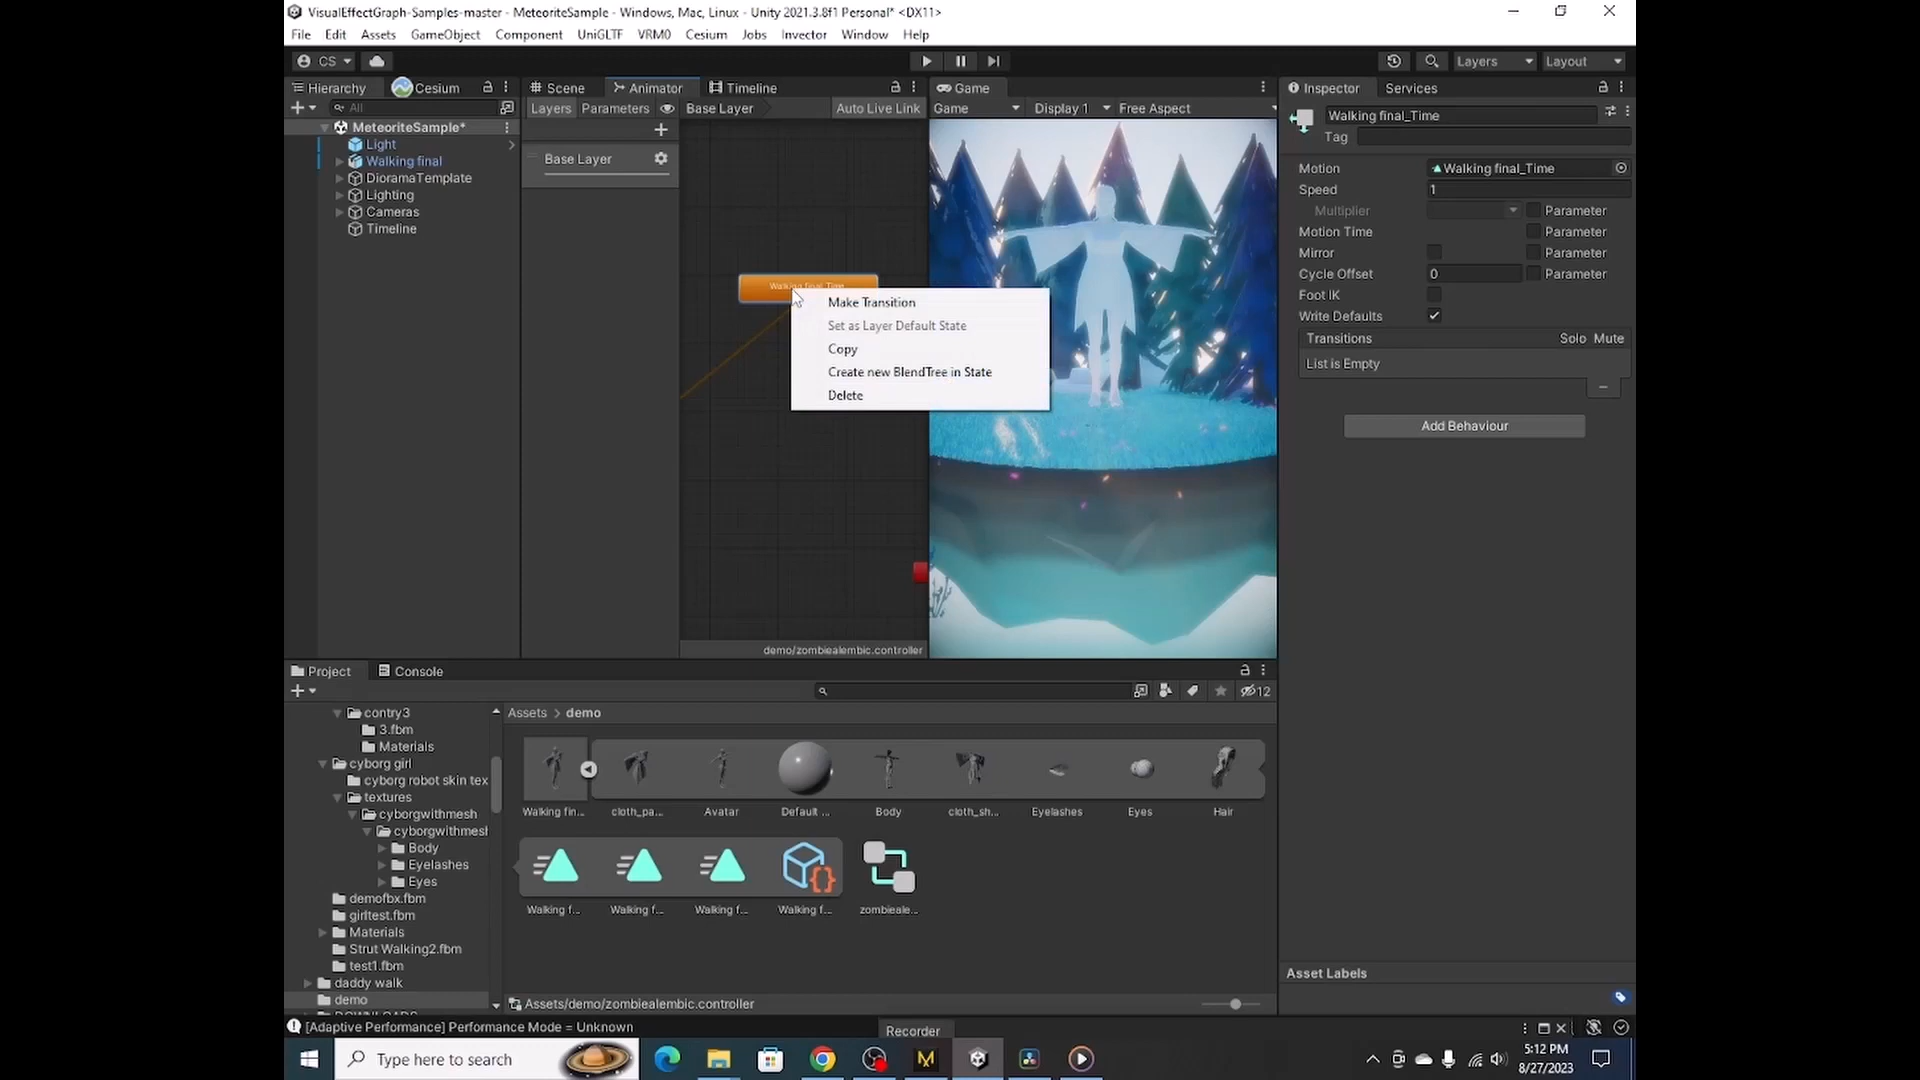 VisualEffectGraph-Samples-master - MeteoriteSample - Windows, Mac, Linux - Unity 2021.3.8f1 Personal* <DX11>
File Edit Assets GameObject Component UniGLTF VRM0 Cesium Jobs Invector Window Help
CS
Layers
Layout
Hierarchy
Cesium
All
MeteoriteSample*
Light
Walking final
DioramaTemplate
Lighting
Cameras
Timeline
Scene
Animator
Timeline
Layers
Parameters
Base Layer
Auto Live Link
Base Layer
Walking final_Time
Make Transition
Set as Layer Default State
Copy
Create new BlendTree in State
Delete
demo/zombiealembic.controller
Game
Game
Display 1
Free Aspect
Inspector
Services
Walking final_Time
Tag
Motion
Walking final_Time
Speed
1
Multiplier
Parameter
Motion Time
Parameter
Mirror
Parameter
Cycle Offset
0
Parameter
Foot IK
Write Defaults
Transitions
Solo
Mute
List is Empty
Add Behaviour
Asset Labels
Project
Console
12
contry3
3.fbm
Materials
cyborg girl
cyborg robot skin tex
textures
cyborgwithmesh
cyborgwithmesh
Body
Eyelashes
Eyes
demofbx.fbm
girltest.fbm
Materials
Strut Walking2.fbm
test1.fbm
daddy walk
demo
Assets > demo
Walking fin...
cloth_pa...
Avatar
Default ...
Body
cloth_sh...
Eyelashes
Eyes
Hair
Walking f...
Walking f...
Walking f...
Walking f...
zombieale...
Assets/demo/zombiealembic.controller
[Adaptive Performance] Performance Mode = Unknown
Recorder
Type here to search
5:12 PM
8/27/2023